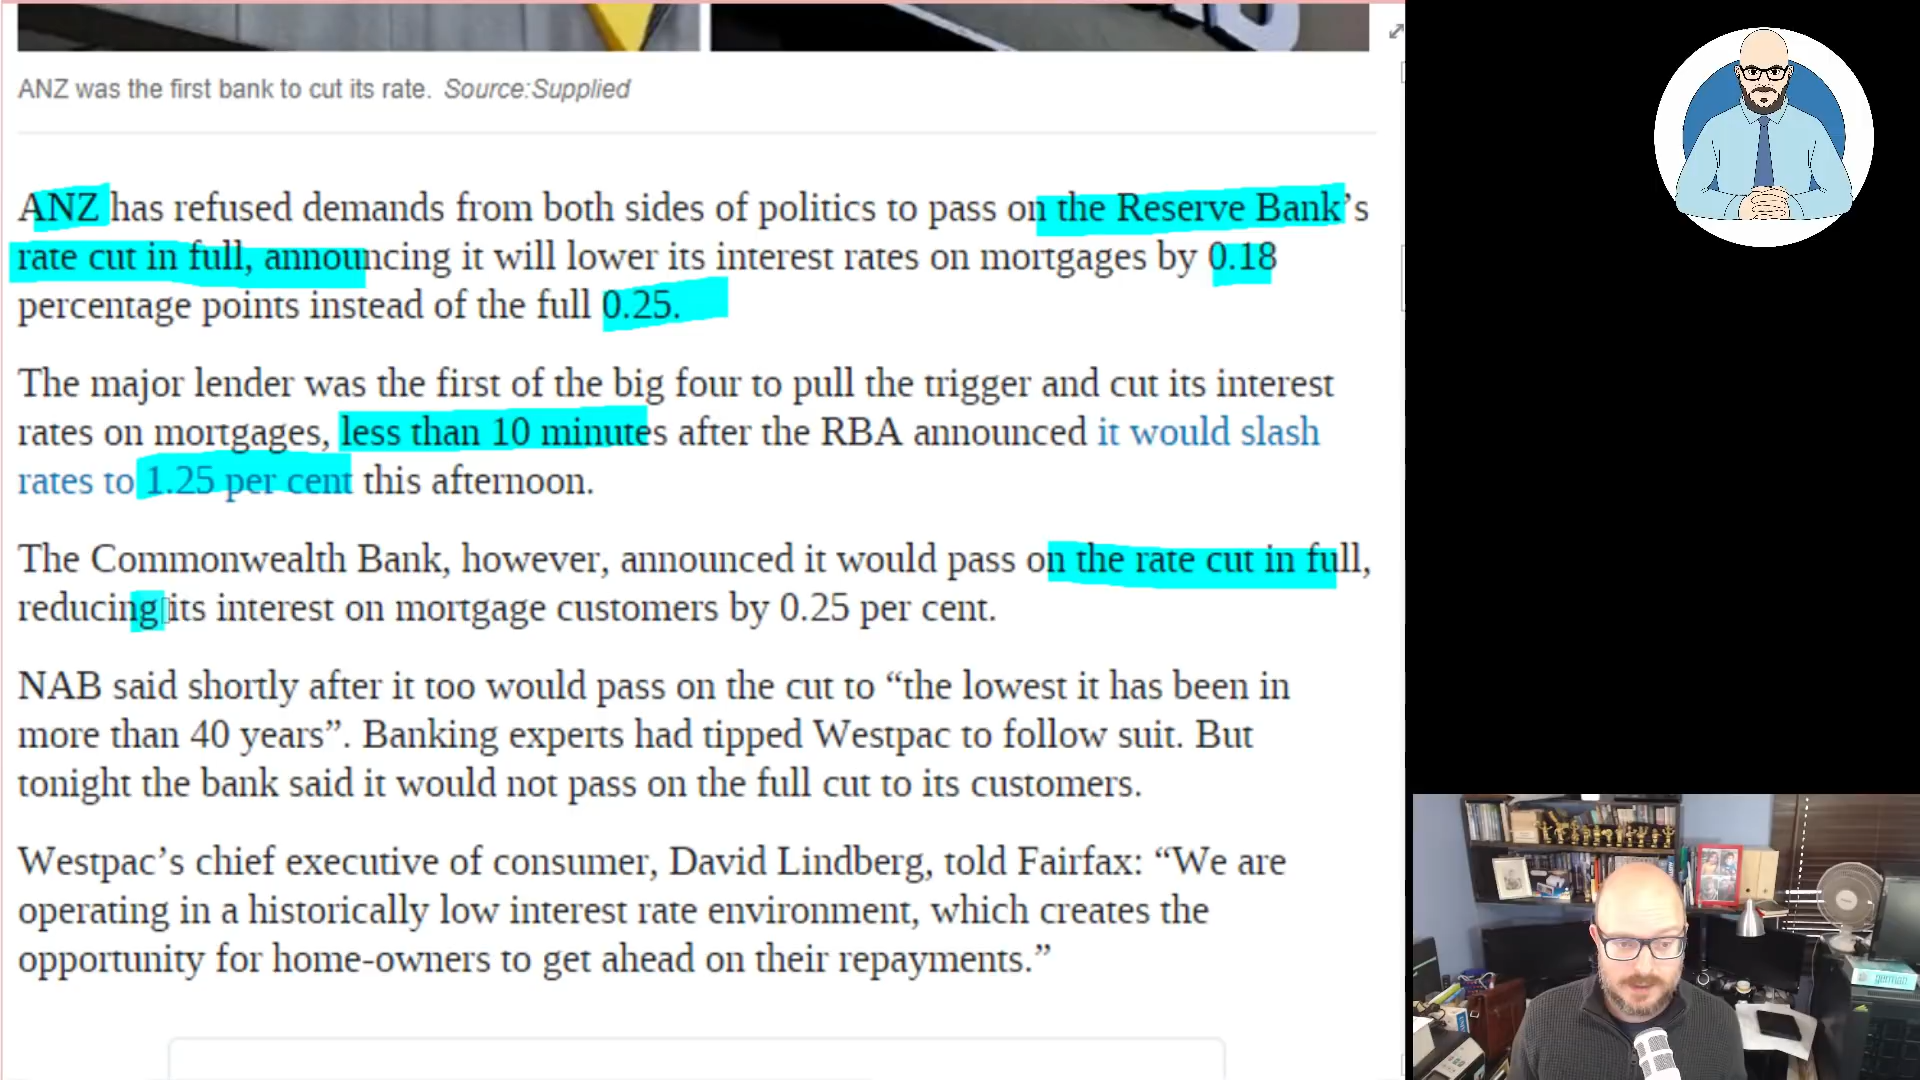 ANZ was the first bank to cut its rate. Source:Supplied
ANZ has refused demands from both sides of politics to pass on the Reserve Bank’s
rate cut in full, announcing it will lower its interest rates on mortgages by 0.18
percentage points instead of the full 0.25.
The major lender was the first of the big four to pull the trigger and cut its interest
rates on mortgages, less than 10 minutes after the RBA announced it would slash
rates to 1.25 per cent this afternoon.
The Commonwealth Bank, however, announced it would pass on the rate cut in full,
reducing its interest on mortgage customers by 0.25 per cent.
NAB said shortly after it too would pass on the cut to “the lowest it has been in
more than 40 years”. Banking experts had tipped Westpac to follow suit. But
tonight the bank said it would not pass on the full cut to its customers.
Westpac’s chief executive of consumer, David Lindberg, told Fairfax: “We are
operating in a historically low interest rate environment, which creates the
opportunity for home-owners to get ahead on their repayments.”
german